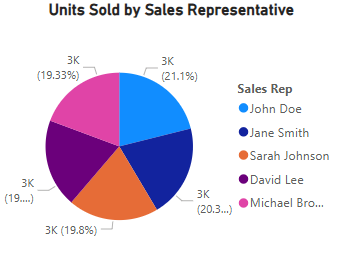 Units Sold by Sales Representative
3K
(19.33%)
3K
(21.1%)
3K
(19....)
3K (19.8%)
3K
(20.3...)
Sales Rep
John Doe
Jane Smith
Sarah Johnson
David Lee
Michael Bro...